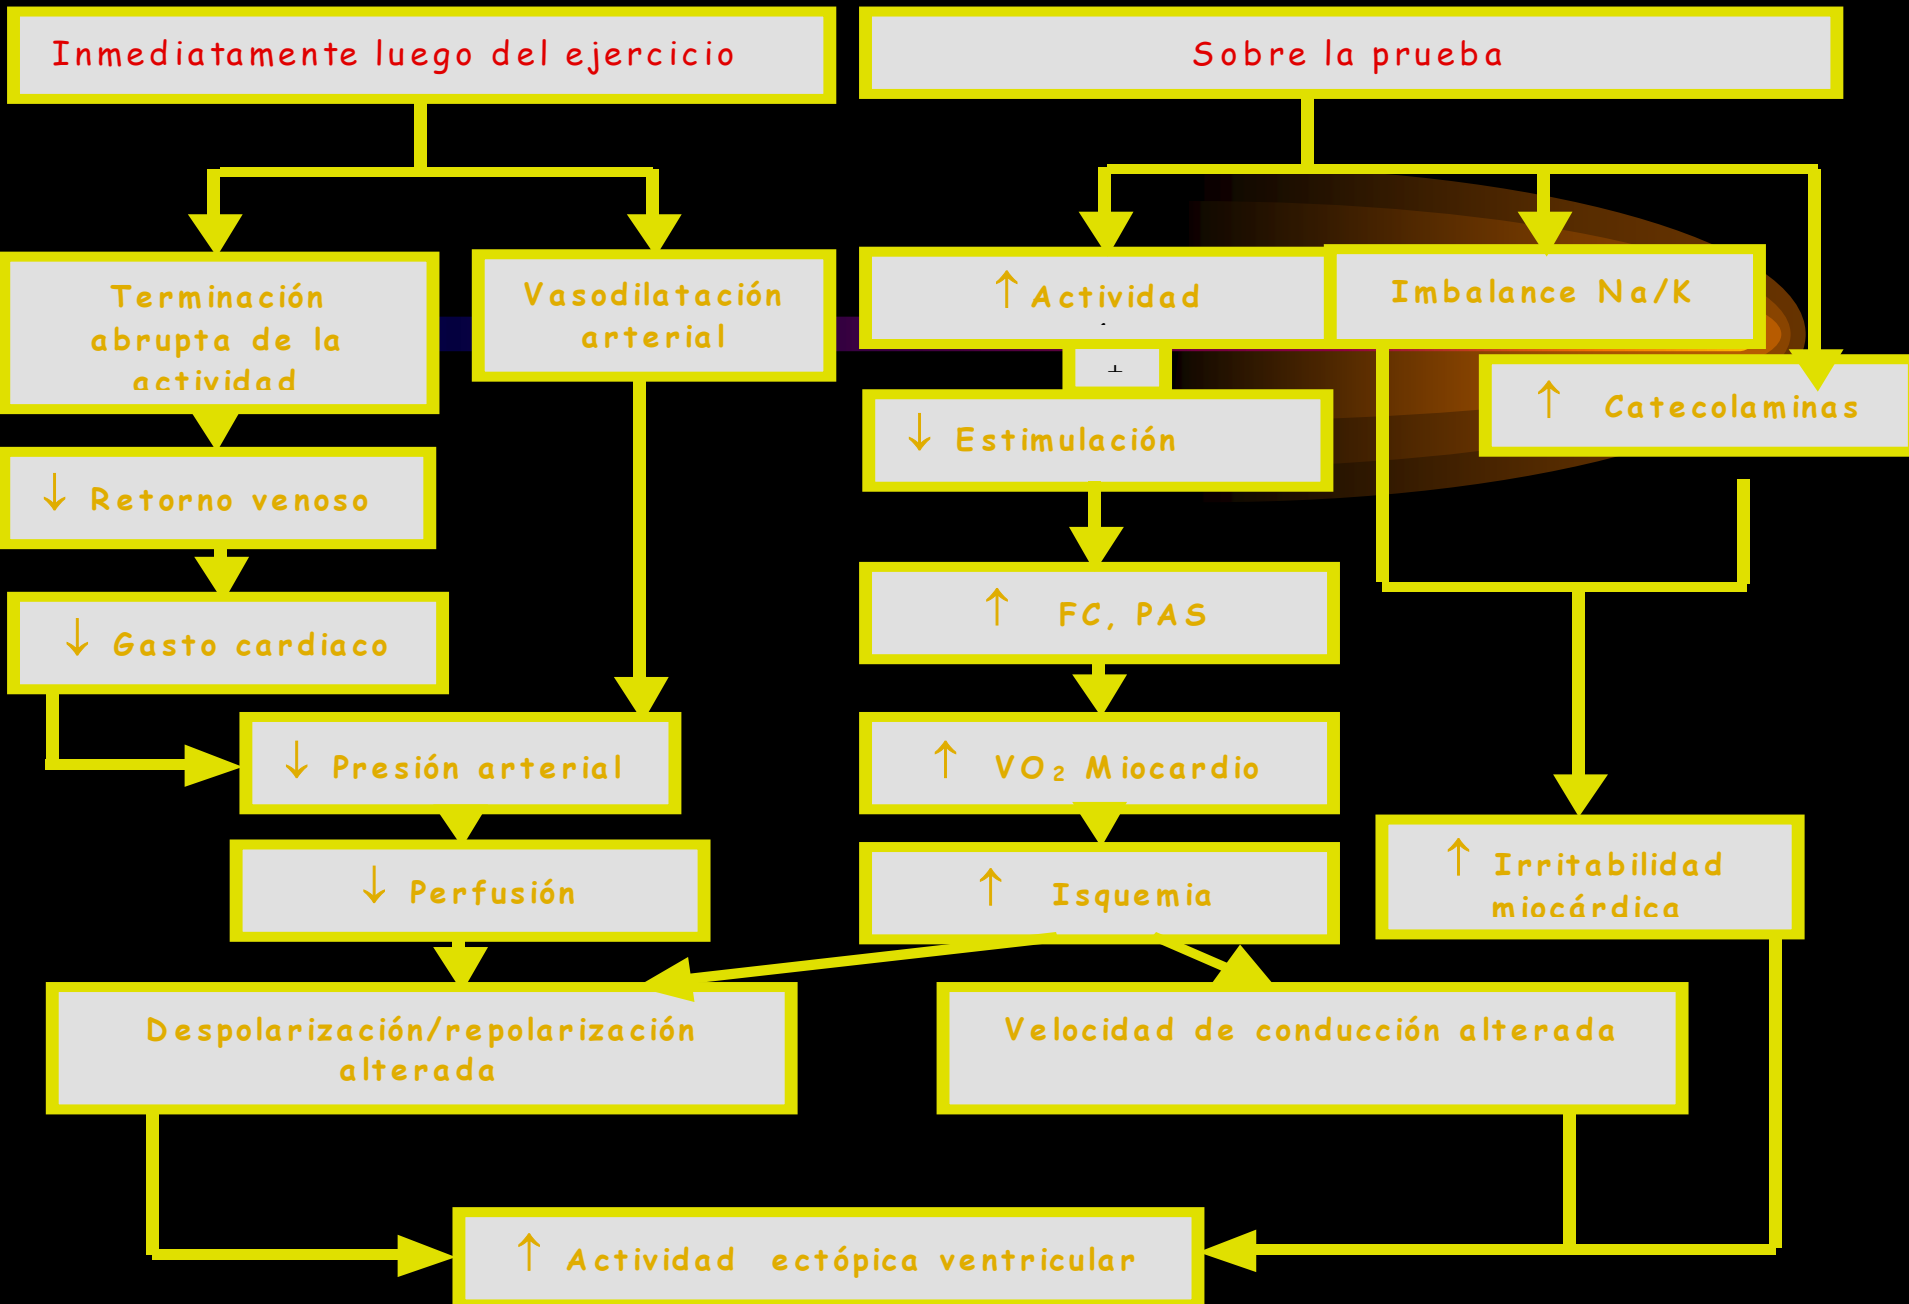 Inmediatamente luego del ejercicio
Sobre la prueba
Terminación
abrupta de la
actividad
Vasodilatación
arterial
↑ Actividad
Imbalance Na/K
↑ Catecolaminas
↓ Estimulación
↓ Retorno venoso
↑ FC, PAS
↓ Gasto cardiaco
↓ Presión arterial
↑ VO₂ Miocardio
↓ Perfusión
↑ Isquemia
↑ Irritabilidad
miocárdica
Despolarización/repolarización
alterada
Velocidad de conducción alterada
↑ Actividad ectópica ventricular